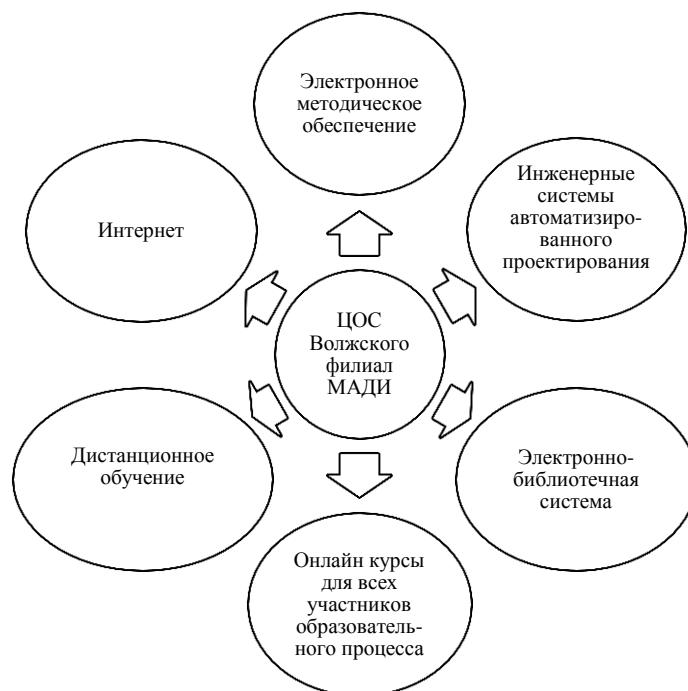 Электронное
методическое
обеспечение
Инженерные
системы
автоматизиро-
ванного
проектирования
Интернет
ЦОС
Волжского
филиал
МАДИ
Дистанционное
обучение
Электронно-
библиотечная
система
Онлайн курсы
для всех
участников
образователь-
ного процесса